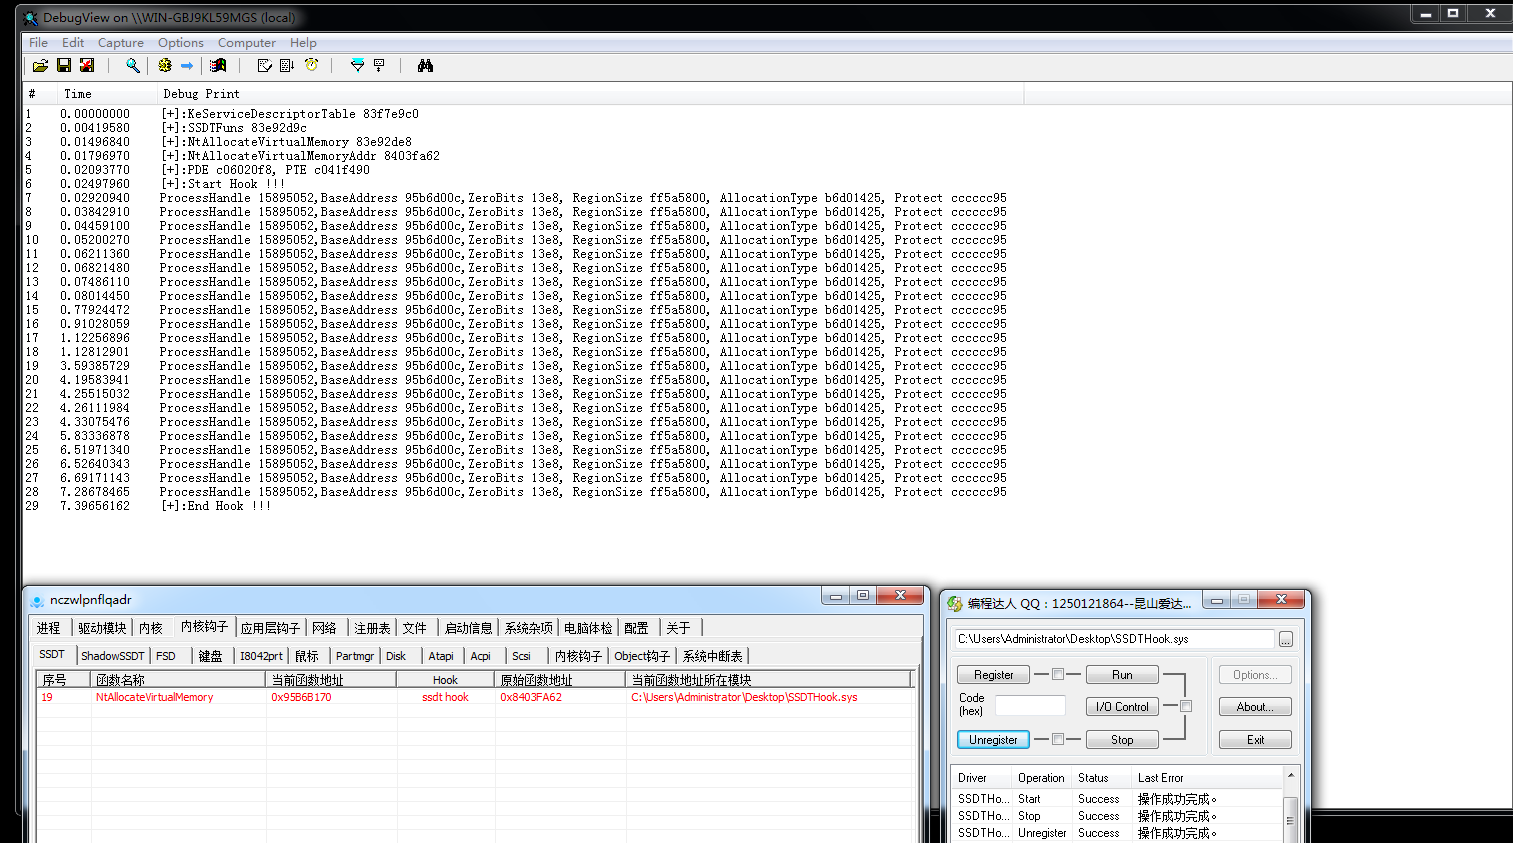 DebugView on \\WIN-GBJ9KL59MGS (local)
File Edit Capture Options Computer Help
# Time Debug Print
1 0.00000000 [+]:KeServiceDescriptorTable 83f7e9c0
2 0.00419580 [+]:SSDTFuns 83e92d9c
3 0.01496840 [+]:NtAllocateVirtualMemory 83e92de8
4 0.01796970 [+]:NtAllocateVirtualMemoryAddr 8403fa62
5 0.02093770 [+]:PDE c06020f8, PTE c041f490
6 0.02497960 [+]:Start Hook !!!
7 0.02920940 ProcessHandle 15895052,BaseAddress 95b6d00c,ZeroBits 13e8, RegionSize ff5a5800, AllocationType b6d01425, Protect cccccc95
8 0.03842910 ProcessHandle 15895052,BaseAddress 95b6d00c,ZeroBits 13e8, RegionSize ff5a5800, AllocationType b6d01425, Protect cccccc95
9 0.04459100 ProcessHandle 15895052,BaseAddress 95b6d00c,ZeroBits 13e8, RegionSize ff5a5800, AllocationType b6d01425, Protect cccccc95
10 0.05200270 ProcessHandle 15895052,BaseAddress 95b6d00c,ZeroBits 13e8, RegionSize ff5a5800, AllocationType b6d01425, Protect cccccc95
11 0.06211360 ProcessHandle 15895052,BaseAddress 95b6d00c,ZeroBits 13e8, RegionSize ff5a5800, AllocationType b6d01425, Protect cccccc95
12 0.06821480 ProcessHandle 15895052,BaseAddress 95b6d00c,ZeroBits 13e8, RegionSize ff5a5800, AllocationType b6d01425, Protect cccccc95
13 0.07486110 ProcessHandle 15895052,BaseAddress 95b6d00c,ZeroBits 13e8, RegionSize ff5a5800, AllocationType b6d01425, Protect cccccc95
14 0.08014450 ProcessHandle 15895052,BaseAddress 95b6d00c,ZeroBits 13e8, RegionSize ff5a5800, AllocationType b6d01425, Protect cccccc95
15 0.77924472 ProcessHandle 15895052,BaseAddress 95b6d00c,ZeroBits 13e8, RegionSize ff5a5800, AllocationType b6d01425, Protect cccccc95
16 0.91028059 ProcessHandle 15895052,BaseAddress 95b6d00c,ZeroBits 13e8, RegionSize ff5a5800, AllocationType b6d01425, Protect cccccc95
17 1.12256896 ProcessHandle 15895052,BaseAddress 95b6d00c,ZeroBits 13e8, RegionSize ff5a5800, AllocationType b6d01425, Protect cccccc95
18 1.12812901 ProcessHandle 15895052,BaseAddress 95b6d00c,ZeroBits 13e8, RegionSize ff5a5800, AllocationType b6d01425, Protect cccccc95
19 3.59385729 ProcessHandle 15895052,BaseAddress 95b6d00c,ZeroBits 13e8, RegionSize ff5a5800, AllocationType b6d01425, Protect cccccc95
20 4.19583941 ProcessHandle 15895052,BaseAddress 95b6d00c,ZeroBits 13e8, RegionSize ff5a5800, AllocationType b6d01425, Protect cccccc95
21 4.25515032 ProcessHandle 15895052,BaseAddress 95b6d00c,ZeroBits 13e8, RegionSize ff5a5800, AllocationType b6d01425, Protect cccccc95
22 4.26111984 ProcessHandle 15895052,BaseAddress 95b6d00c,ZeroBits 13e8, RegionSize ff5a5800, AllocationType b6d01425, Protect cccccc95
23 4.33075476 ProcessHandle 15895052,BaseAddress 95b6d00c,ZeroBits 13e8, RegionSize ff5a5800, AllocationType b6d01425, Protect cccccc95
24 5.83336878 ProcessHandle 15895052,BaseAddress 95b6d00c,ZeroBits 13e8, RegionSize ff5a5800, AllocationType b6d01425, Protect cccccc95
25 6.51971340 ProcessHandle 15895052,BaseAddress 95b6d00c,ZeroBits 13e8, RegionSize ff5a5800, AllocationType b6d01425, Protect cccccc95
26 6.52640343 ProcessHandle 15895052,BaseAddress 95b6d00c,ZeroBits 13e8, RegionSize ff5a5800, AllocationType b6d01425, Protect cccccc95
27 6.69171143 ProcessHandle 15895052,BaseAddress 95b6d00c,ZeroBits 13e8, RegionSize ff5a5800, AllocationType b6d01425, Protect cccccc95
28 7.28678465 ProcessHandle 15895052,BaseAddress 95b6d00c,ZeroBits 13e8, RegionSize ff5a5800, AllocationType b6d01425, Protect cccccc95
29 7.39656162 [+]:End Hook !!!
nczwlpnflqadr
进程 驱动模块 内核 内核钩子 应用层钩子 网络 注册表 文件 启动信息 系统杂项 电脑体检 配置 关于
SSDT ShadowSSDT FSD 键盘 I8042prt 鼠标 Partmgr Disk Atapi Acpi Scsi 内核钩子 Object钩子 系统中断表
序号 函数名称 当前函数地址 Hook 原始函数地址 当前函数地址所在模块
19 NtAllocateVirtualMemory 0x95B6B170 ssdt hook 0x8403FA62 C:\Users\Administrator\Desktop\SSDTHook.sys
编程达人 QQ：1250121864--昆山爱达...
C:\Users\Administrator\Desktop\SSDTHook.sys ...
Register Run Options...
Code (hex) I/O Control About...
Unregister Stop Exit
Driver Operation Status Last Error
SSDTHo... Start Success 操作成功完成。
SSDTHo... Stop Success 操作成功完成。
SSDTHo... Unregister Success 操作成功完成。